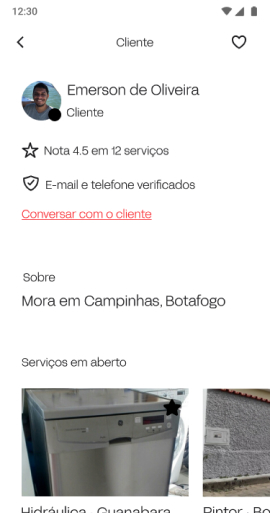 12:30
Cliente
Emerson de Oliveira
Cliente
Nota 4.5 em 12 serviços
E-mail e telefone verificados
Conversar com o cliente
Sobre
Mora em Campinhas, Botafogo
Serviços em aberto
Hidráulica - Guanabara
Pintor - Bo